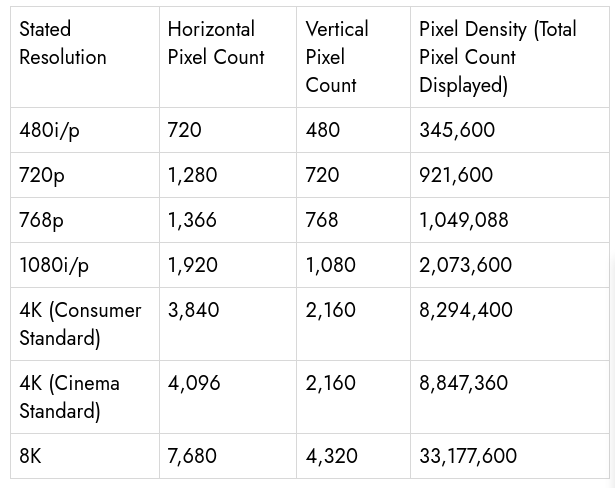 Stated Resolution | Horizontal Pixel Count | Vertical Pixel Count | Pixel Density (Total Pixel Count Displayed)
480i/p | 720 | 480 | 345,600
720p | 1,280 | 720 | 921,600
768p | 1,366 | 768 | 1,049,088
1080i/p | 1,920 | 1,080 | 2,073,600
4K (Consumer Standard) | 3,840 | 2,160 | 8,294,400
4K (Cinema Standard) | 4,096 | 2,160 | 8,847,360
8K | 7,680 | 4,320 | 33,177,600